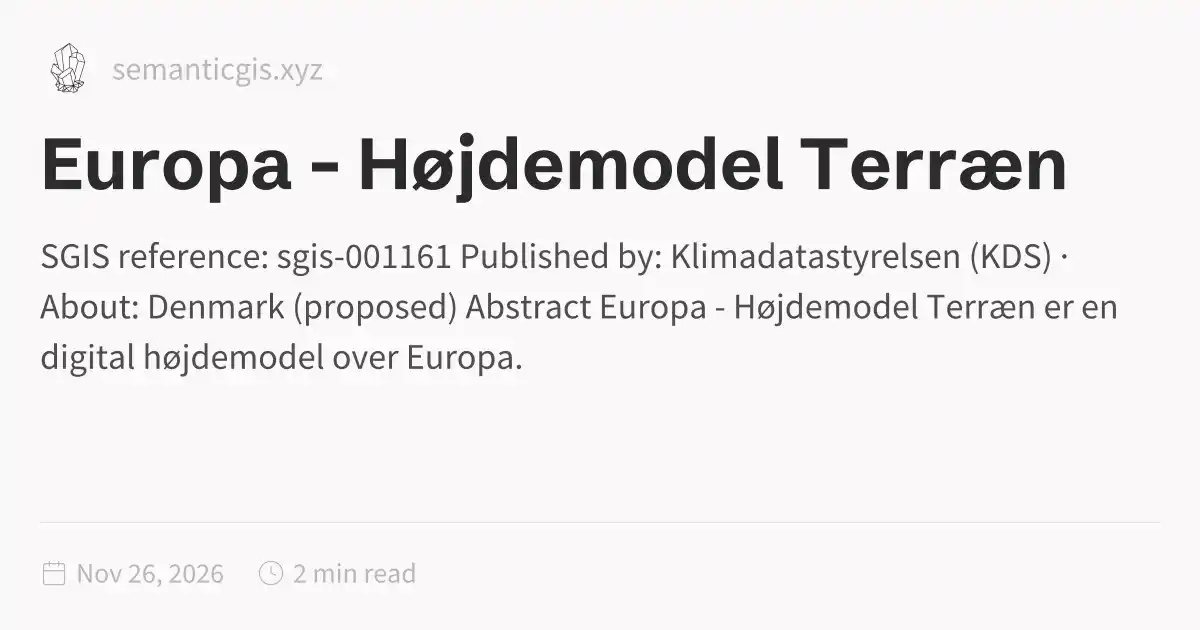 semanticgis.xyz
Europa - Højdemodel Terræn
SGIS reference: sgis-001161 Published by: Klimadatastyrelsen (KDS) ·
About: Denmark (proposed) Abstract Europa - Højdemodel Terræn er en
digital højdemodel over Europa.
Nov 26, 2026 2 min read